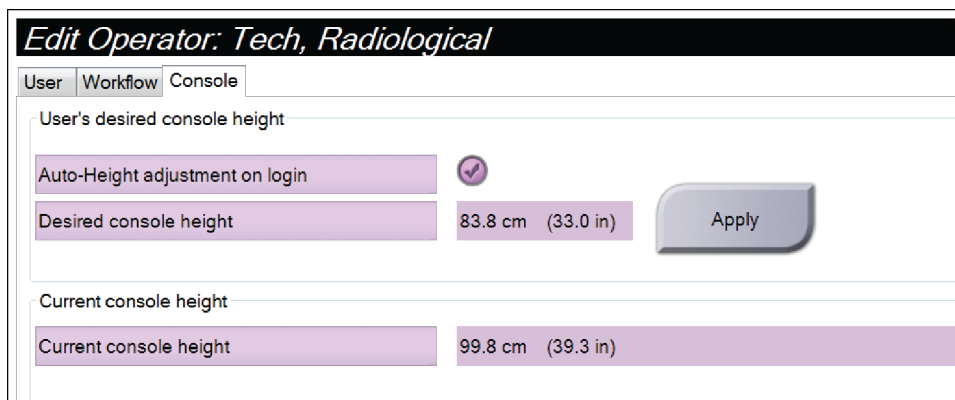 Edit Operator: Tech, Radiological
User Workflow Console
User's desired console height
Auto-Height adjustment on login
Desired console height 83.8 cm (33.0 in) Apply
Current console height
Current console height 99.8 cm (39.3 in)